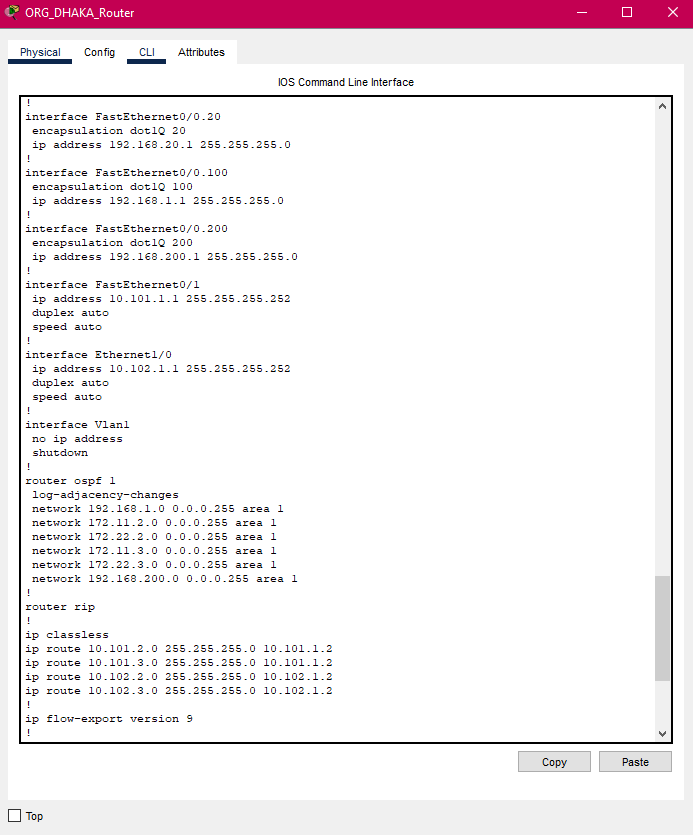 ORG_DHAKA_Router
Physical Config CLI Attributes
IOS Command Line Interface
!
interface FastEthernet0/0.20
encapsulation dot1Q 20
ip address 192.168.20.1 255.255.255.0
!
interface FastEthernet0/0.100
encapsulation dot1Q 100
ip address 192.168.1.1 255.255.255.0
!
interface FastEthernet0/0.200
encapsulation dot1Q 200
ip address 192.168.200.1 255.255.255.0
!
interface FastEthernet0/1
ip address 10.101.1.1 255.255.255.252
duplex auto
speed auto
!
interface Ethernet1/0
ip address 10.102.1.1 255.255.255.252
duplex auto
speed auto
!
interface Vlan1
no ip address
shutdown
!
router ospf 1
log-adjacency-changes
network 192.168.1.0 0.0.0.255 area 1
network 172.11.2.0 0.0.0.255 area 1
network 172.22.2.0 0.0.0.255 area 1
network 172.11.3.0 0.0.0.255 area 1
network 172.22.3.0 0.0.0.255 area 1
network 192.168.200.0 0.0.0.255 area 1
!
router rip
!
ip classless
ip route 10.101.2.0 255.255.255.0 10.101.1.2
ip route 10.101.3.0 255.255.255.0 10.101.1.2
ip route 10.102.2.0 255.255.255.0 10.102.1.2
ip route 10.102.3.0 255.255.255.0 10.102.1.2
!
ip flow-export version 9
!
Copy Paste
Top